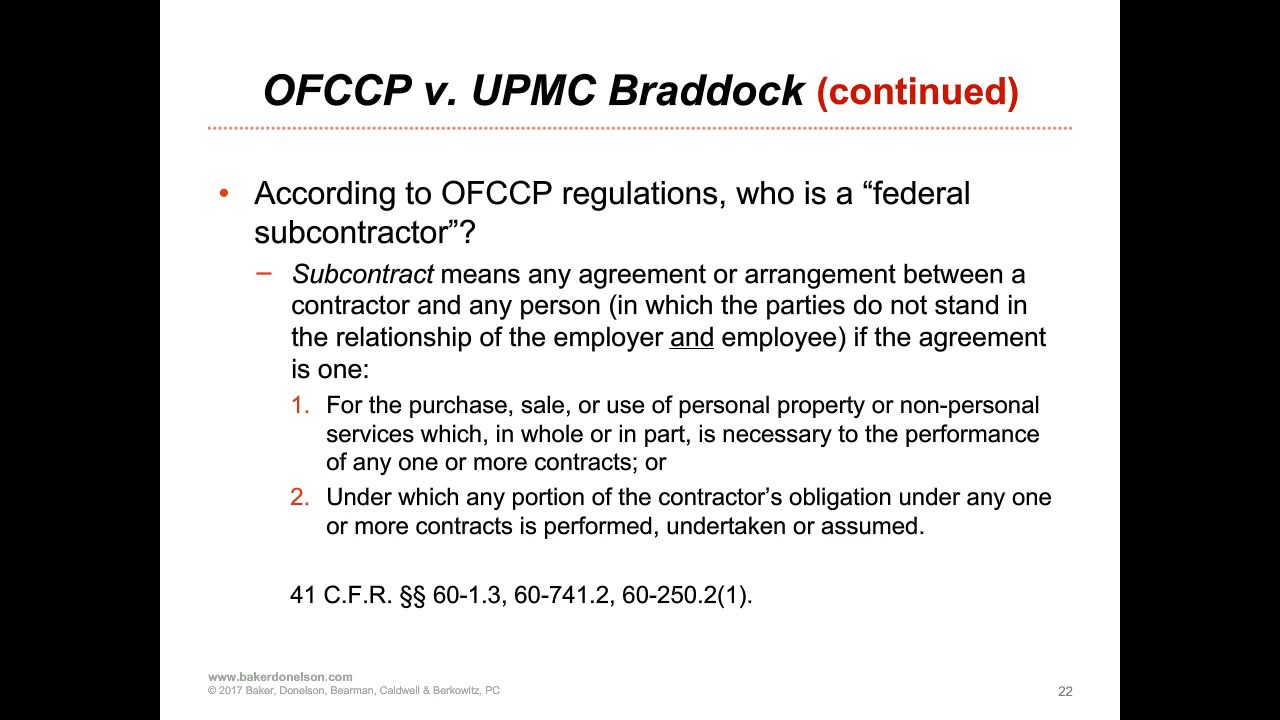 OFCCP v. UPMC Braddock (continued)
• According to OFCCP regulations, who is a “federal
subcontractor”?
– Subcontract means any agreement or arrangement between a
contractor and any person (in which the parties do not stand in
the relationship of the employer and employee) if the agreement
is one:
1. For the purchase, sale, or use of personal property or non-personal
services which, in whole or in part, is necessary to the performance
of any one or more contracts; or
2. Under which any portion of the contractor’s obligation under any one
or more contracts is performed, undertaken or assumed.
41 C.F.R. §§ 60-1.3, 60-741.2, 60-250.2(1).
www.bakerdonelson.com
© 2017 Baker, Donelson, Bearman, Caldwell & Berkowitz, PC
22